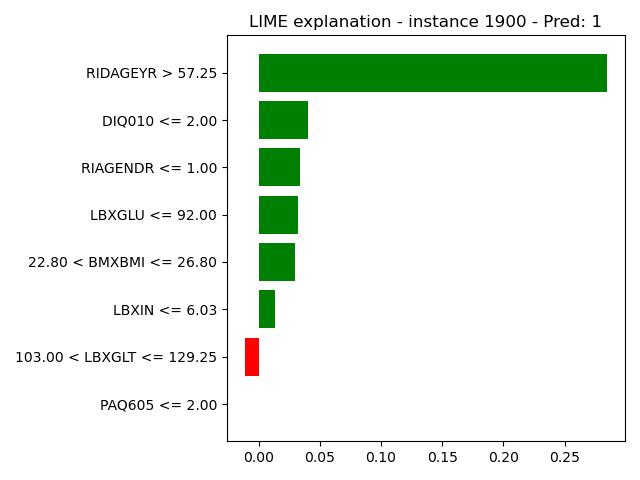 LIME explanation - instance 1900 - Pred: 1
RIDAGEYR > 57.25
DIQ010 <= 2.00
RIAGENDR <= 1.00
LBXGLU <= 92.00
22.80 < BMXBMI <= 26.80
LBXIN <= 6.03
103.00 < LBXGLT <= 129.25
PAQ605 <= 2.00
0.00 0.05 0.10 0.15 0.20 0.25